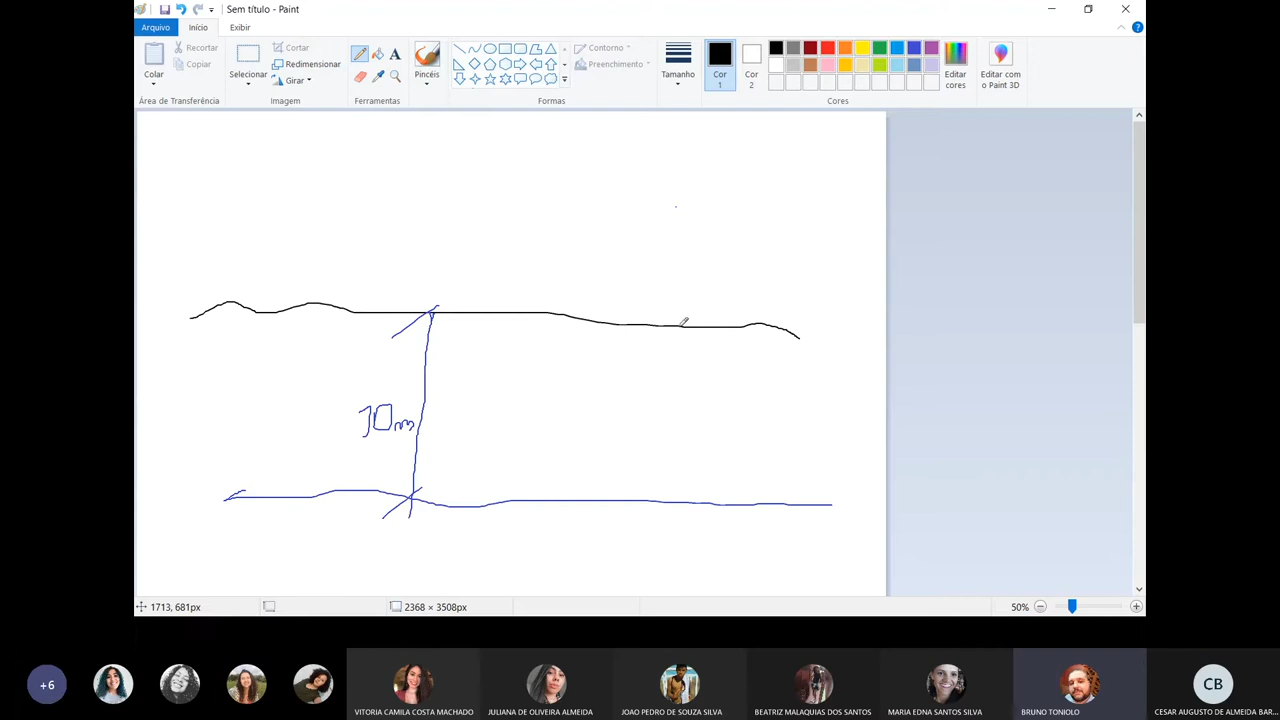 Sem título - Paint
Arquivo
Início
Exibir
Colar
Recortar
Copiar
Área de Transferência
Selecionar
Cortar
Redimensionar
Girar
Imagem
A
Ferramentas
Pincéis
Contorno
Preenchimento
Formas
Tamanho
Cor 1
Cor 2
Editar cores
Cores
Editar com o Paint 3D
10m
1713, 681px
2368 × 3508px
50%
+6
VITORIA CAMILA COSTA MACHADO
JULIANA DE OLIVEIRA ALMEIDA
JOAO PEDRO DE SOUZA SILVA
BEATRIZ MALAQUIAS DOS SANTOS
MARIA EDNA SANTOS SILVA
BRUNO TONIOLO
CB
CESAR AUGUSTO DE ALMEIDA BAR...